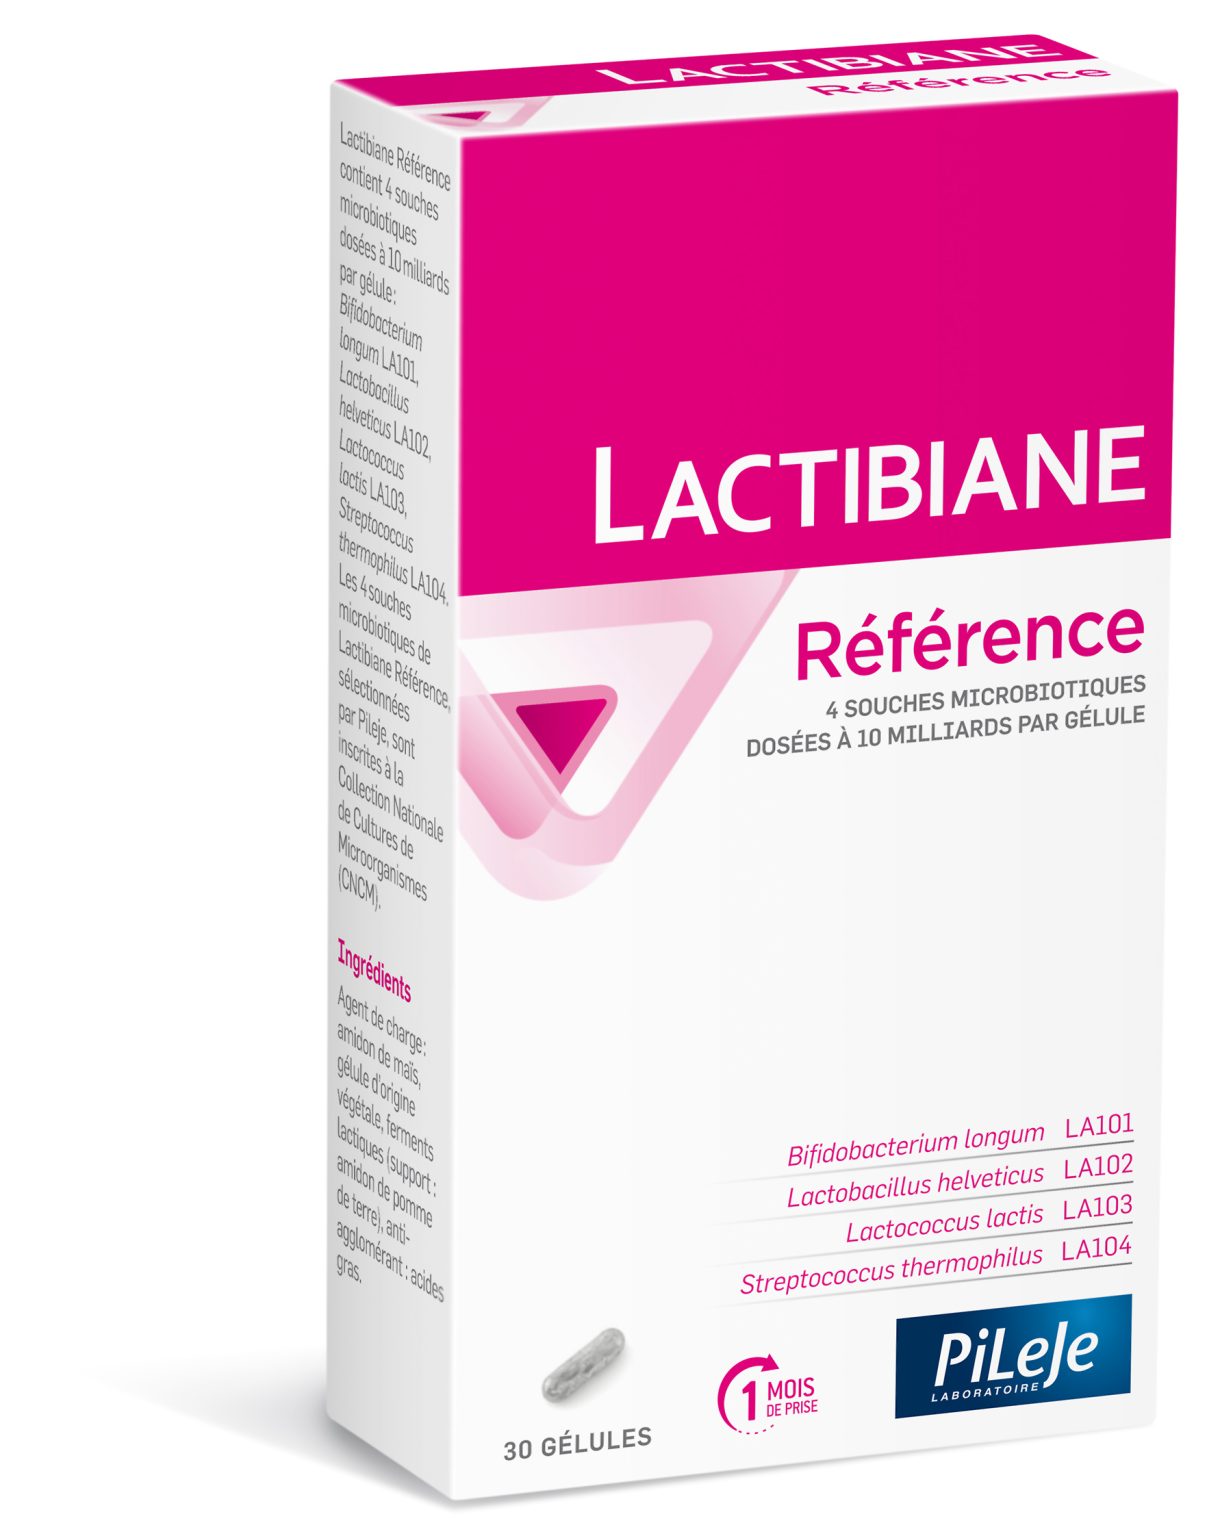 LACTIBIANE
Référence
Lactibiane Référence
contient 4 souches
microbiotiques
dosées à 10 milliards
par gélule :
Bifidobacterium
longum LA101,
Lactobacillus
helveticus LA102,
Lactococcus
lactis LA103,
Streptococcus
thermophilus LA104.
Les 4 souches
microbiotiques de
Lactibiane Référence,
sélectionnées
par Pileje, sont
inscrites à la
Collection Nationale
de Cultures de
Microorganismes
(CNCM).
Ingrédients
Agent de charge :
amidon de maïs,
gélule d'origine
végétale, ferments
lactiques (support :
amidon de pomme
de terre), anti-
agglomérant : acides
gras.
LACTIBIANE
Référence
4 SOUCHES MICROBIOTIQUES
DOSÉES À 10 MILLIARDS PAR GÉLULE
Bifidobacterium longum LA101
Lactobacillus helveticus LA102
Lactococcus lactis LA103
Streptococcus thermophilus LA104
30 GÉLULES
1 MOIS
DE PRISE
PiLeJe
LABORATOIRE